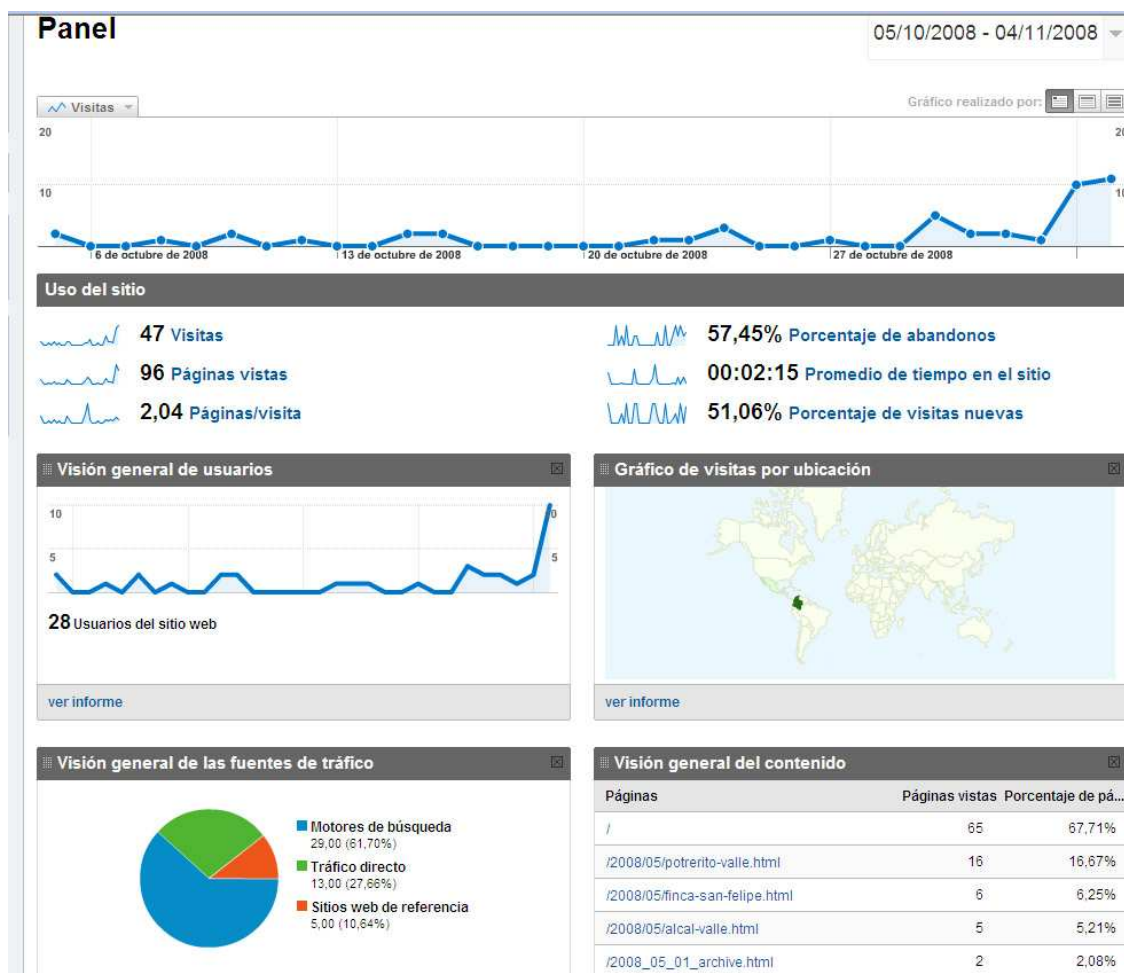 Panel
05/10/2008 - 04/11/2008
Visitas
Gráfico realizado por:
20
20
10
10
6 de octubre de 2008
13 de octubre de 2008
20 de octubre de 2008
27 de octubre de 2008
Uso del sitio
47 Visitas
57,45% Porcentaje de abandonos
96 Páginas vistas
00:02:15 Promedio de tiempo en el sitio
2,04 Páginas/visita
51,06% Porcentaje de visitas nuevas
Visión general de usuarios
10
0
5
5
28 Usuarios del sitio web
ver informe
Gráfico de visitas por ubicación
ver informe
Visión general de las fuentes de tráfico
Motores de búsqueda
29,00 (61,70%)
Tráfico directo
13,00 (27,66%)
Sitios web de referencia
5,00 (10,64%)
Visión general del contenido
Páginas Páginas vistas Porcentaje de pá...
/ 65 67,71%
/2008/05/potrerito-valle.html 16 16,67%
/2008/05/finca-san-felipe.html 6 6,25%
/2008/05/alcal-valle.html 5 5,21%
/2008_05_01_archive.html 2 2,08%